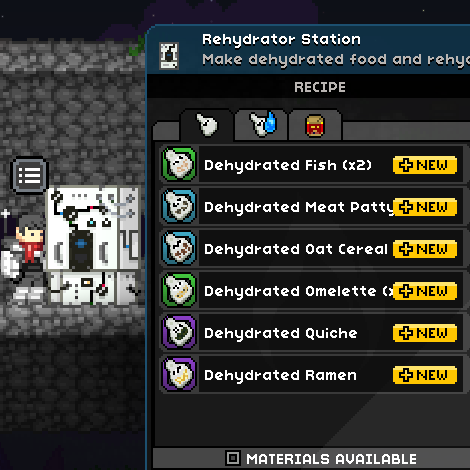 Rehydrator Station
Make dehydrated food and rehyd
RECIPE
Dehydrated Fish (x2) NEW
Dehydrated Meat Patty NEW
Dehydrated Oat Cereal NEW
Dehydrated Omelette (x NEW
Dehydrated Quiche NEW
Dehydrated Ramen NEW
MATERIALS AVAILABLE